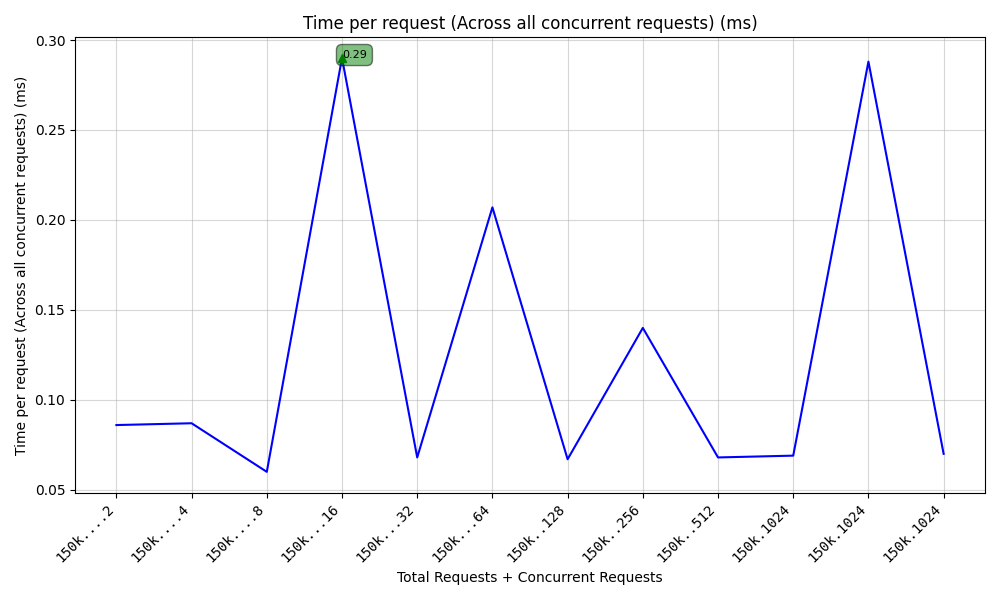 Time per request (Across all concurrent requests) (ms)
Time per request (Across all concurrent requests) (ms)
0.30
0.25
0.20
0.15
0.10
0.05
0.29
150k....2
150k....4
150k....8
150k...16
150k...32
150k...64
150k..128
150k..256
150k..512
150k.1024
150k.1024
150k.1024
Total Requests + Concurrent Requests